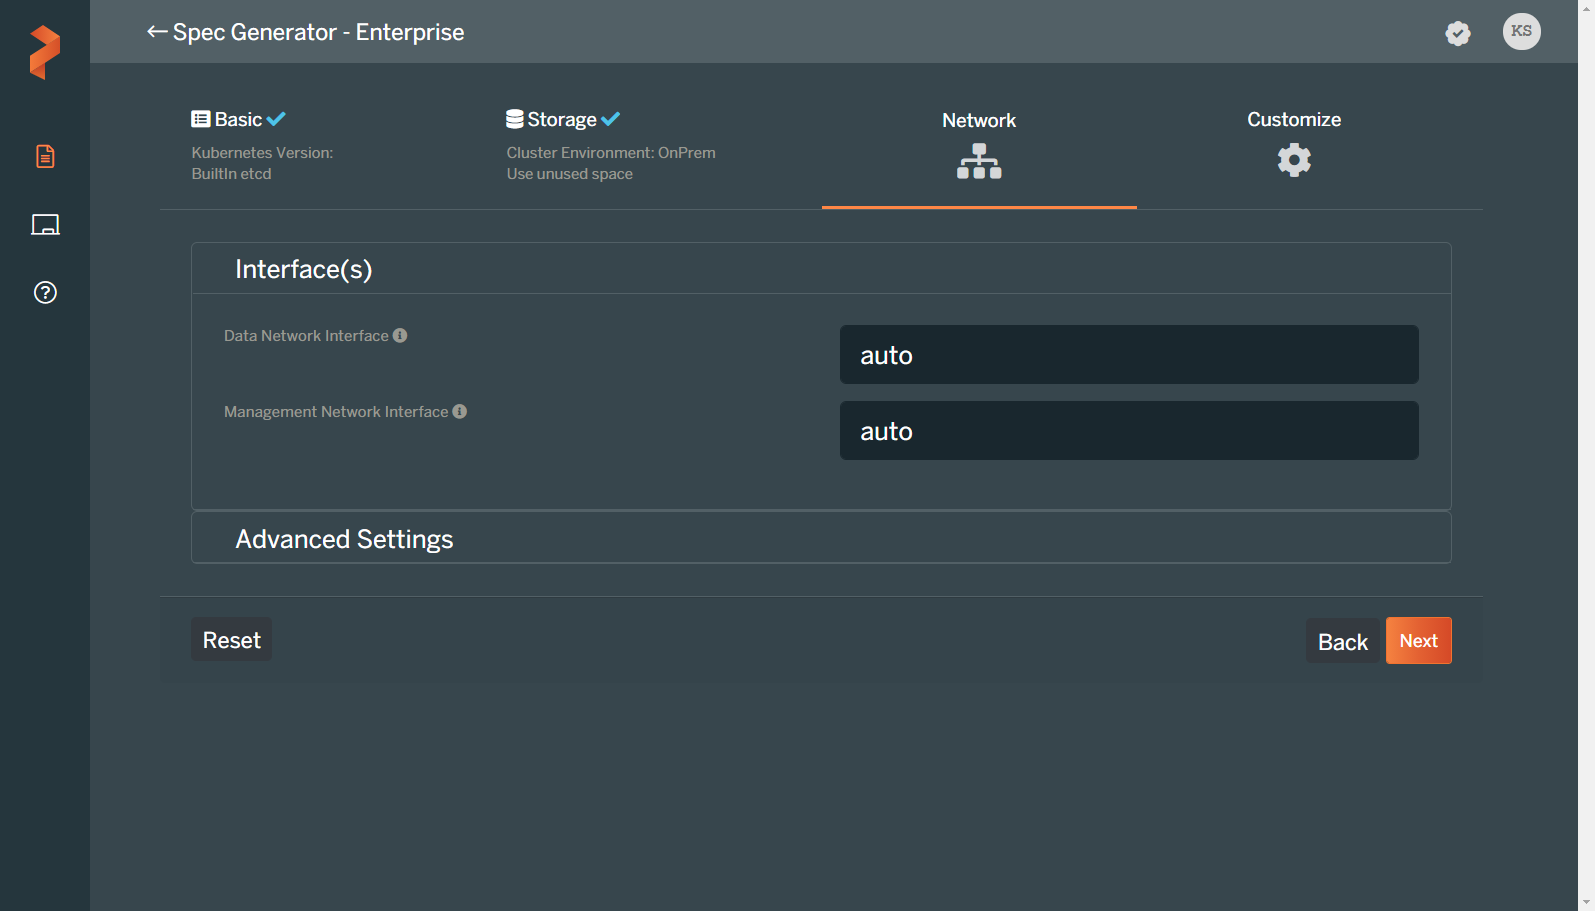 Spec Generator - Enterprise
KS
Basic
Kubernetes Version:
BuiltIn etcd
Storage
Cluster Environment: OnPrem
Use unused space
Network
Customize
Interface(s)
Data Network Interface
auto
Management Network Interface
auto
Advanced Settings
Reset
Back
Next